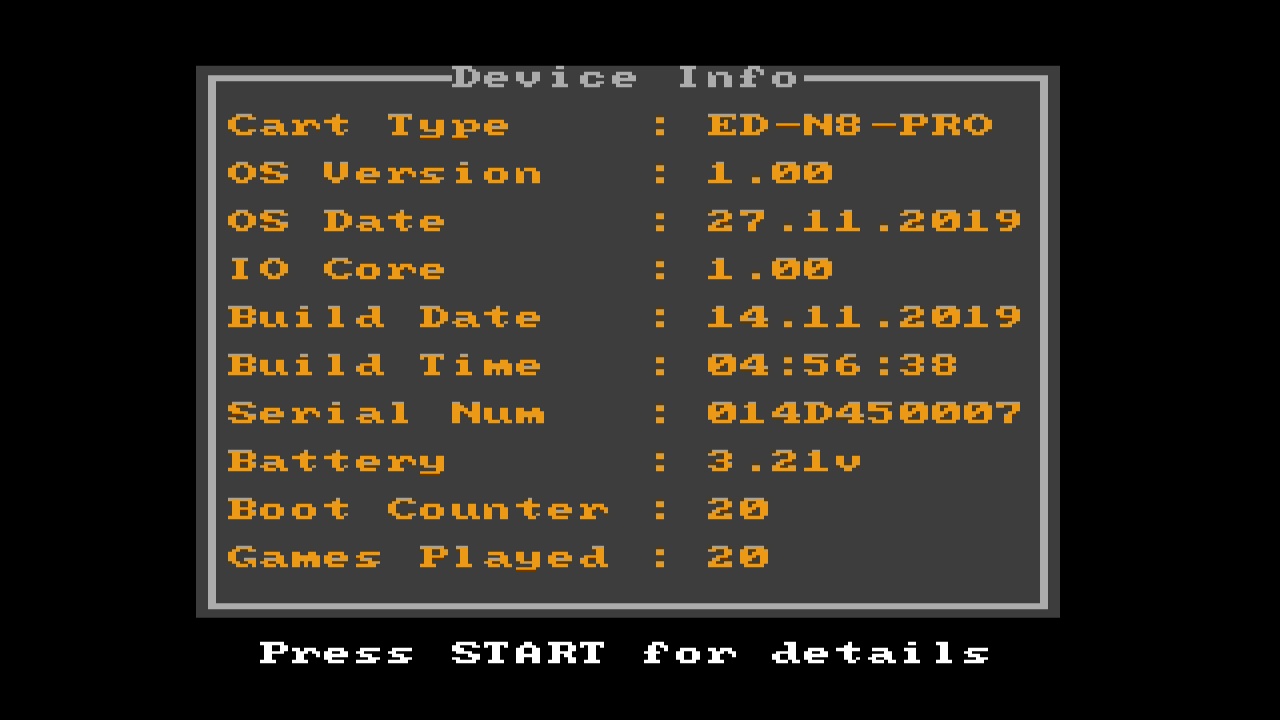 Device Info
Cart Type : ED-N8-PRO
OS Version : 1.00
OS Date : 27.11.2019
IO Core : 1.00
Build Date : 14.11.2019
Build Time : 04:56:38
Serial Num : 014D450007
Battery : 3.21v
Boot Counter : 20
Games Played : 20
Press START for details